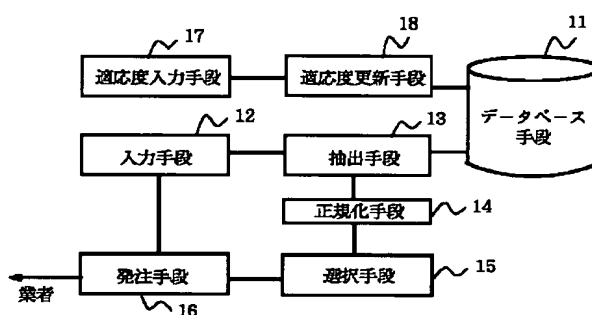 17
18
11
適応度入力手段
適応度更新手段
12
13
データベース
手段
入力手段
抽出手段
正規化手段
14
発注手段
選択手段
15
業者
16